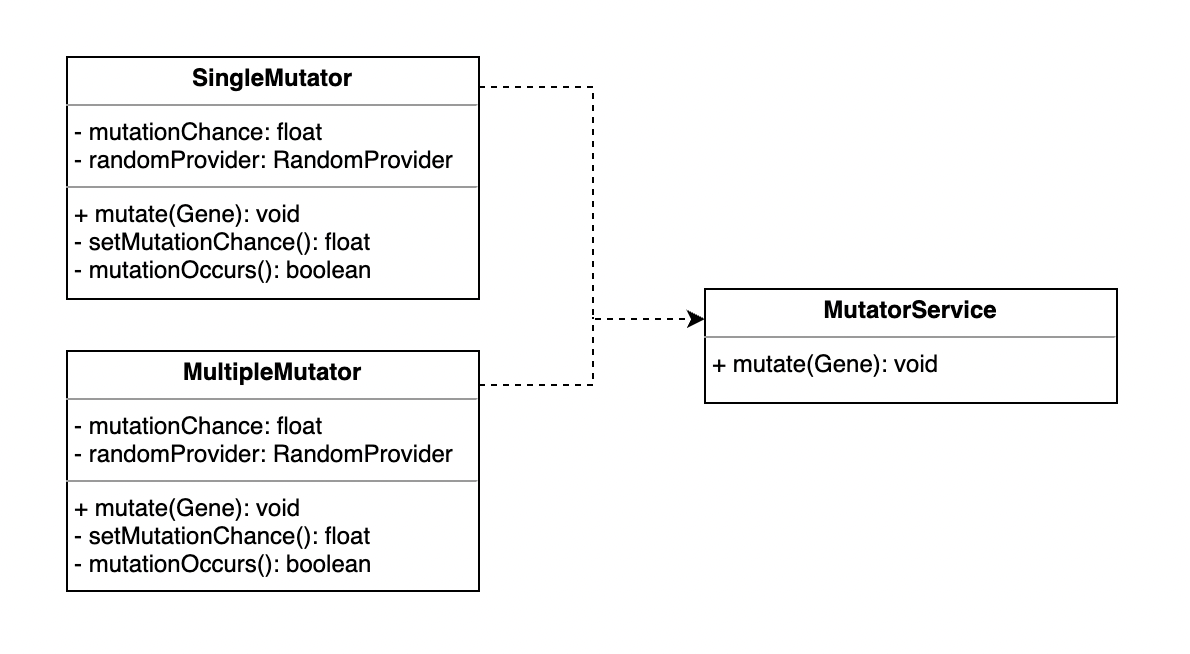 SingleMutator
- mutationChance: float
- randomProvider: RandomProvider
+ mutate(Gene): void
- setMutationChance(): float
- mutationOccurs(): boolean
MultipleMutator
- mutationChance: float
- randomProvider: RandomProvider
+ mutate(Gene): void
- setMutationChance(): float
- mutationOccurs(): boolean
MutatorService
+ mutate(Gene): void